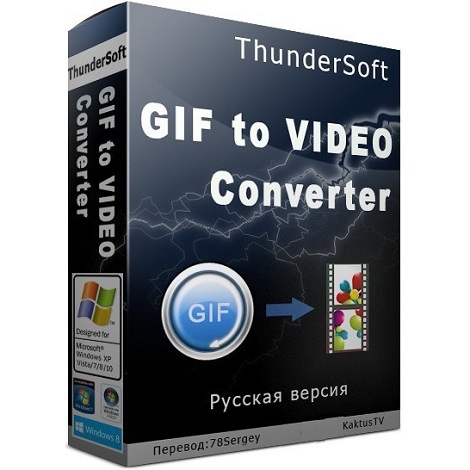 ThunderSoft
GIF to VIDEO
Converter
GIF
Русская версия
KaktusTV
Перевод:78Sergey
ThunderSoft
GIF to VIDEO
Converter
Designed for
Microsoft®
Windows XP
Vista/7/8/10
Windows 8